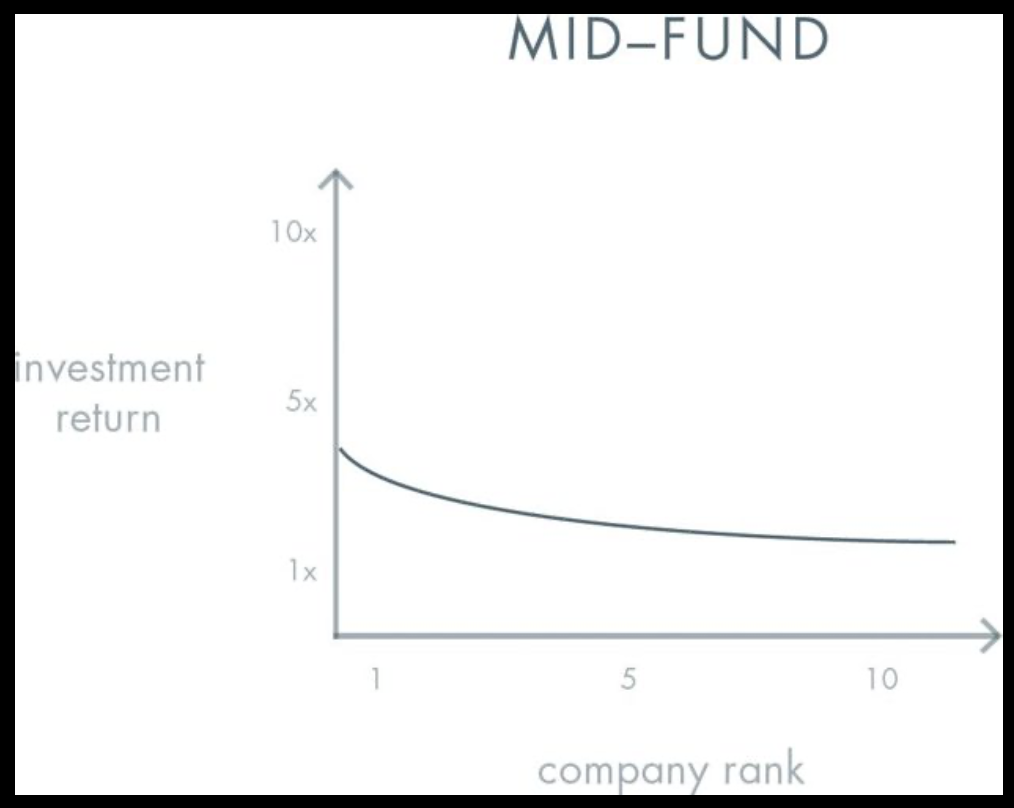 MID–FUND
10x
investment
return
5x
1x
1 5 10
company rank